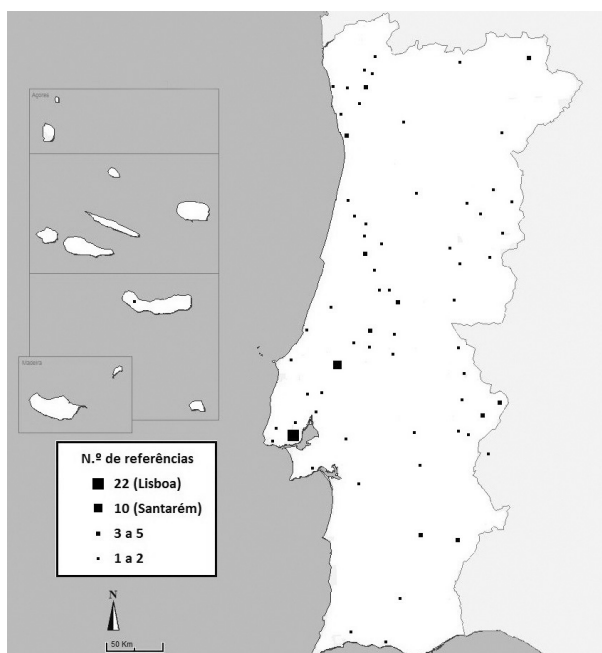 Açores
Madeira
N.º de referências
22 (Lisboa)
10 (Santarém)
3 a 5
1 a 2
N
50 Km